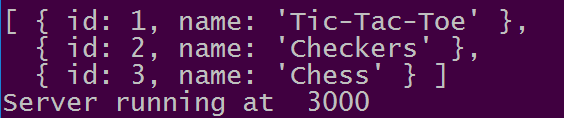 [ { id: 1, name: 'Tic-Tac-Toe' },
  { id: 2, name: 'Checkers' },
  { id: 3, name: 'Chess' } ]
Server running at  3000